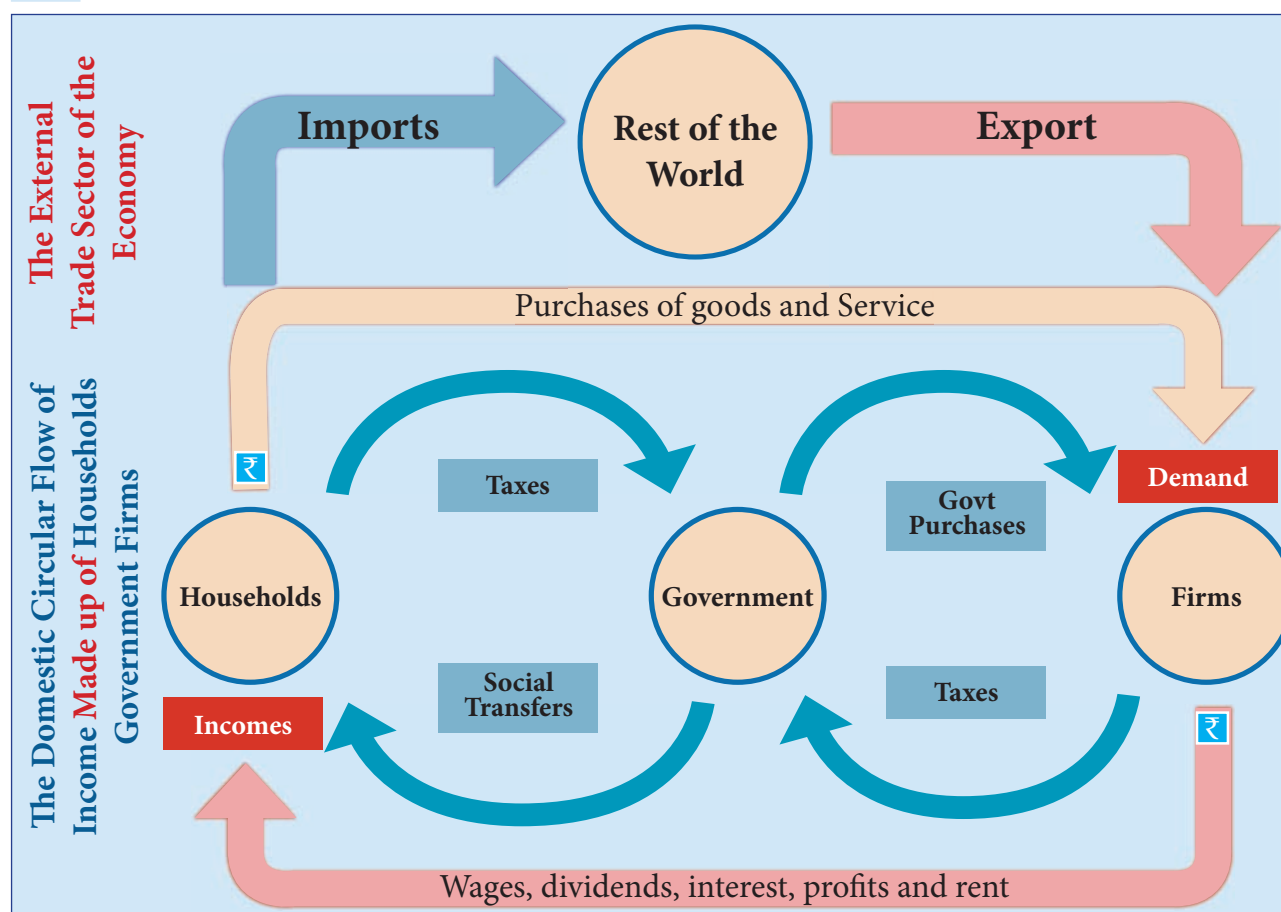 The External
Trade Sector of the
Economy
Imports
Rest of the
World
Export
Purchases of goods and Service
The Domestic Circular Flow of
Income Made up of Households
Government Firms
₹
Taxes
Govt
Purchases
Demand
Households
Government
Firms
Incomes
Social
Transfers
Taxes
₹
Wages, dividends, interest, profits and rent